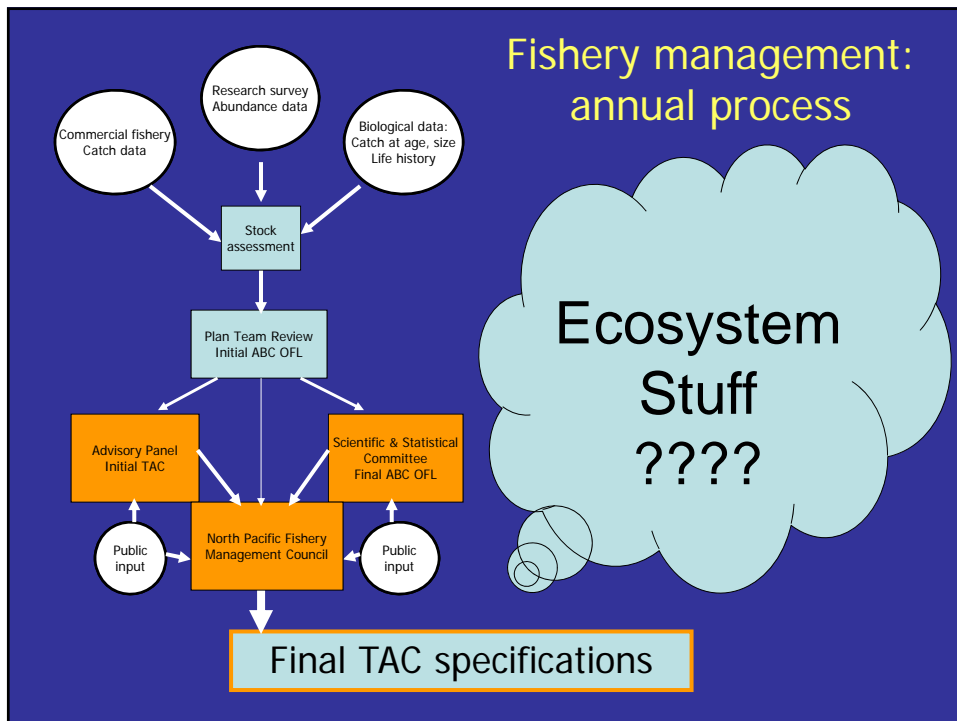 Fishery management:
annual process
Research survey
Abundance data
Commercial fishery
Catch data
Biological data:
Catch at age, size
Life history
Stock
assessment
Plan Team Review
Initial ABC OFL
Advisory Panel
Initial TAC
Scientific & Statistical
Committee
Final ABC OFL
Public
input
North Pacific Fishery
Management Council
Public
input
Final TAC specifications
Ecosystem
Stuff
????